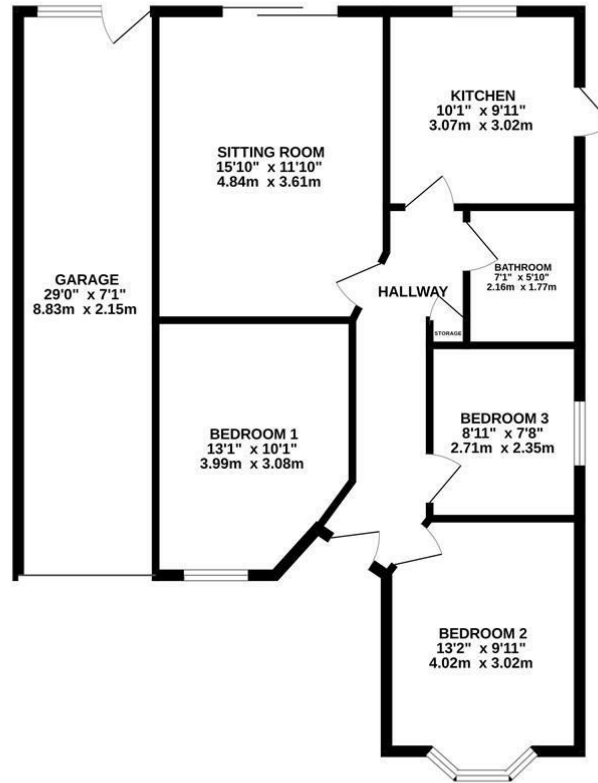 KITCHEN
10'1" x 9'11"
3.07m x 3.02m
SITTING ROOM
15'10" x 11'10"
4.84m x 3.61m
GARAGE
29'0" x 7'1"
8.83m x 2.15m
BATHROOM
7'1" x 5'10"
2.16m x 1.77m
HALLWAY
STORAGE
BEDROOM 1
13'1" x 10'1"
3.99m x 3.08m
BEDROOM 3
8'11" x 7'8"
2.71m x 2.35m
BEDROOM 2
13'2" x 9'11"
4.02m x 3.02m